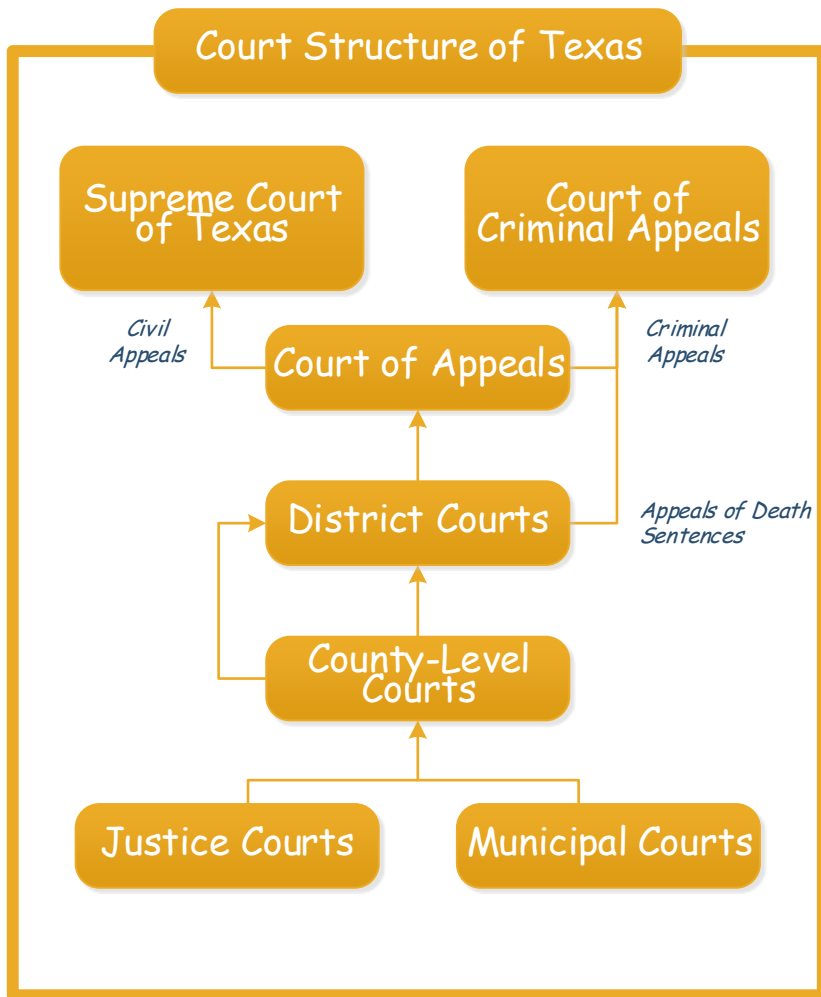 Court Structure of Texas
Supreme Court
of Texas
Court of
Criminal Appeals
Civil
Appeals
Criminal
Appeals
Court of Appeals
District Courts
Appeals of Death
Sentences
County-Level
Courts
Justice Courts
Municipal Courts